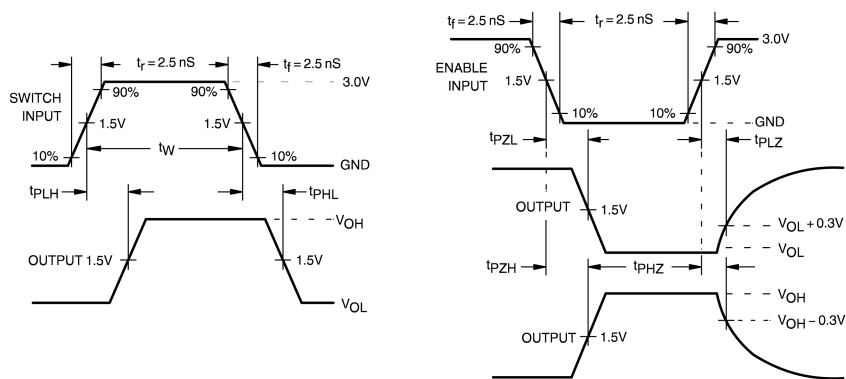 tr = 2.5 nS
tf = 2.5 nS
90%
90%
3.0V
SWITCH
INPUT
1.5V
1.5V
tW
10%
10%
GND
tPLH
tPHL
VOH
OUTPUT
1.5V
1.5V
VOL
tf = 2.5 nS
tr = 2.5 nS
3.0V
90%
90%
ENABLE
INPUT
1.5V
1.5V
10%
10%
GND
tPZL
tPLZ
OUTPUT
1.5V
VOL + 0.3V
VOL
tPZH
tPHZ
VOH
VOH – 0.3V
OUTPUT
1.5V